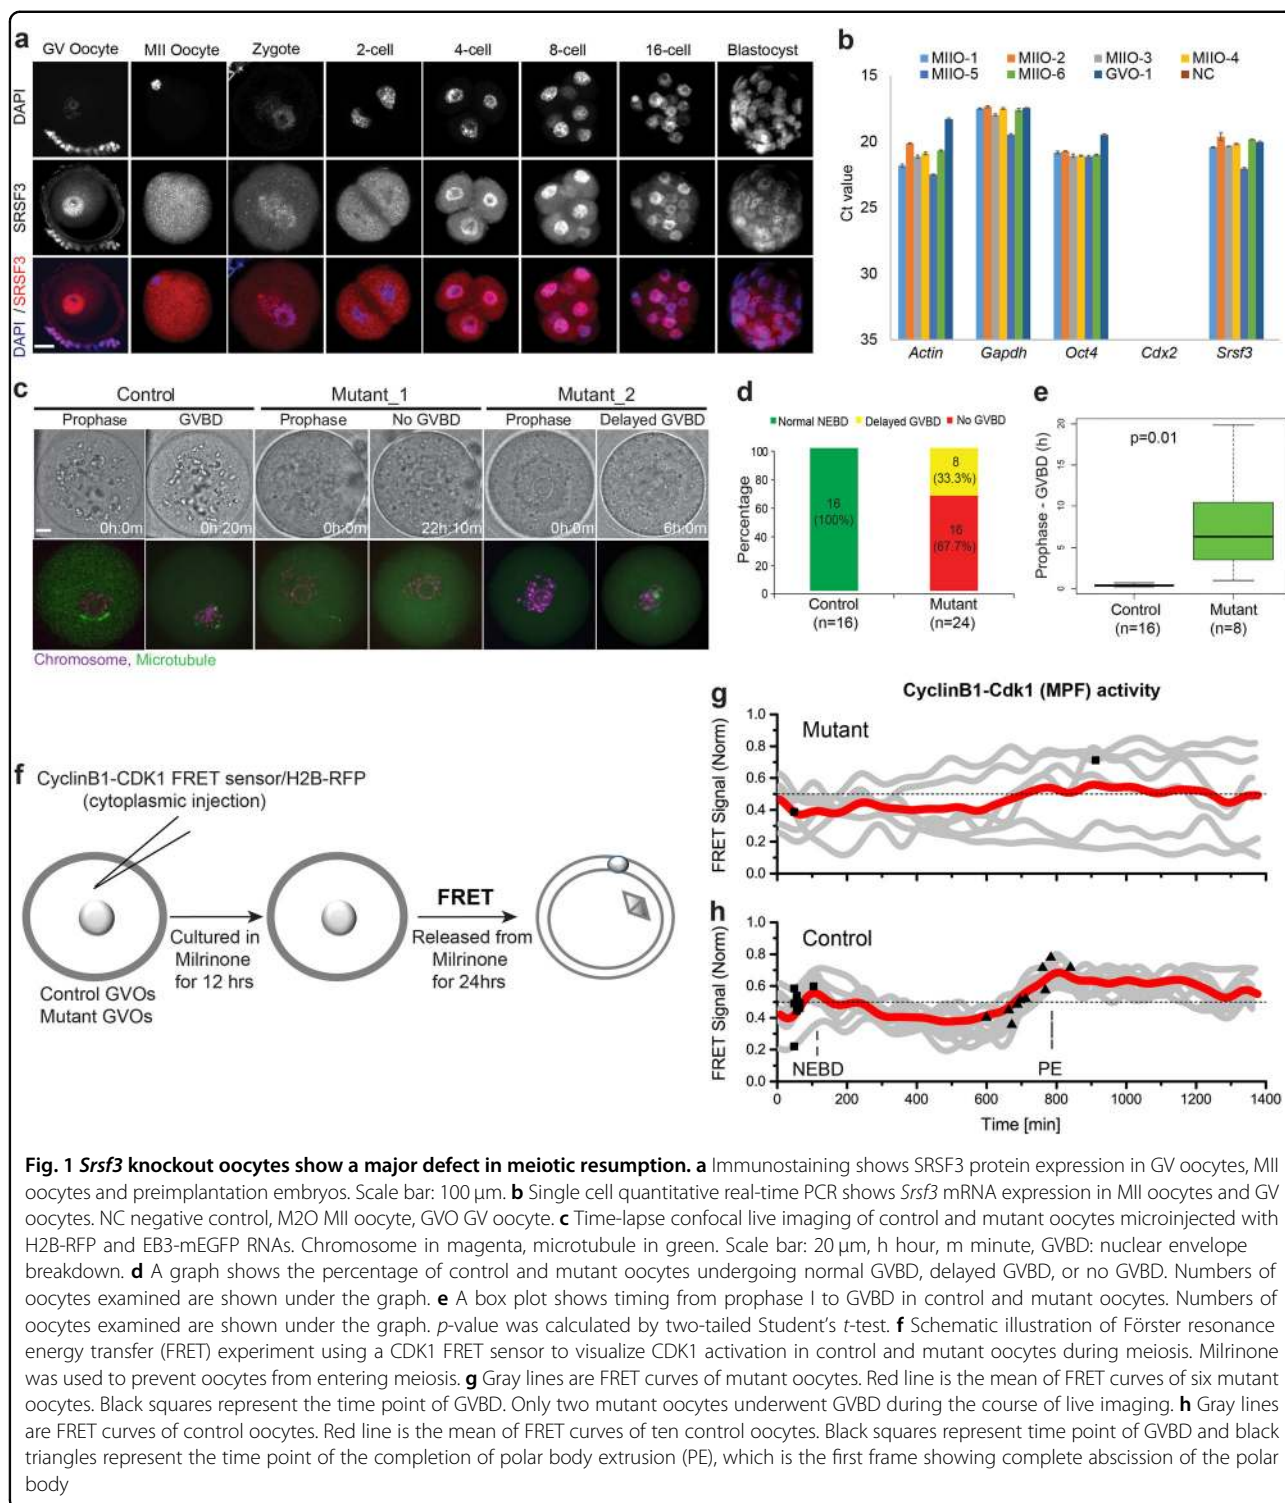 a
GV Oocyte MII Oocyte Zygote 2-cell 4-cell 8-cell 16-cell Blastocyst
DAPI
SRSF3
DAPI / SRSF3
b
MIIO-1 MIIO-2 MIIO-3 MIIO-4
MIIO-5 MIIO-6 GVO-1 NC
Ct value
15
20
25
30
35
Actin Gapdh Oct4 Cdx2 Srsf3
c
Control Mutant_1 Mutant_2
Prophase GVBD Prophase No GVBD Prophase Delayed GVBD
0h:0m 0h:20m 0h:0m 22h:10m 0h:0m 6h:0m
Chromosome, Microtubule
d
Normal NEBD Delayed GVBD No GVBD
Percentage
100
80
60
40
20
0
16
(100%)
8
(33.3%)
16
(67.7%)
Control Mutant
(n=16) (n=24)
e
Prophase - GVBD (h)
20
15
10
5
0
p=0.01
Control Mutant
(n=16) (n=8)
f
CyclinB1-CDK1 FRET sensor/H2B-RFP
(cytoplasmic injection)
Cultured in
Milrinone
for 12 hrs
FRET
Released from
Milrinone
for 24hrs
Control GVOs
Mutant GVOs
g
CyclinB1-Cdk1 (MPF) activity
FRET Signal (Norm)
1.0
0.8
0.6
0.4
0.2
0.0
Mutant
h
FRET Signal (Norm)
1.0
0.8
0.6
0.4
0.2
0.0
Control
NEBD PE
0 200 400 600 800 1000 1200 1400
Time [min]
Fig. 1 Srsf3 knockout oocytes show a major defect in meiotic resumption. a Immunostaining shows SRSF3 protein expression in GV oocytes, MII
oocytes and preimplantation embryos. Scale bar: 100 µm. b Single cell quantitative real-time PCR shows Srsf3 mRNA expression in MII oocytes and GV
oocytes. NC negative control, M2O MII oocyte, GVO GV oocyte. c Time-lapse confocal live imaging of control and mutant oocytes microinjected with
H2B-RFP and EB3-mEGFP RNAs. Chromosome in magenta, microtubule in green. Scale bar: 20 µm, h hour, m minute, GVBD: nuclear envelope
breakdown. d A graph shows the percentage of control and mutant oocytes undergoing normal GVBD, delayed GVBD, or no GVBD. Numbers of
oocytes examined are shown under the graph. e A box plot shows timing from prophase I to GVBD in control and mutant oocytes. Numbers of
oocytes examined are shown under the graph. p-value was calculated by two-tailed Student's t-test. f Schematic illustration of Förster resonance
energy transfer (FRET) experiment using a CDK1 FRET sensor to visualize CDK1 activation in control and mutant oocytes during meiosis. Milrinone
was used to prevent oocytes from entering meiosis. g Gray lines are FRET curves of mutant oocytes. Red line is the mean of FRET curves of six mutant
oocytes. Black squares represent the time point of GVBD. Only two mutant oocytes underwent GVBD during the course of live imaging. h Gray lines
are FRET curves of control oocytes. Red line is the mean of FRET curves of ten control oocytes. Black squares represent time point of GVBD and black
triangles represent the time point of the completion of polar body extrusion (PE), which is the first frame showing complete abscission of the polar
body